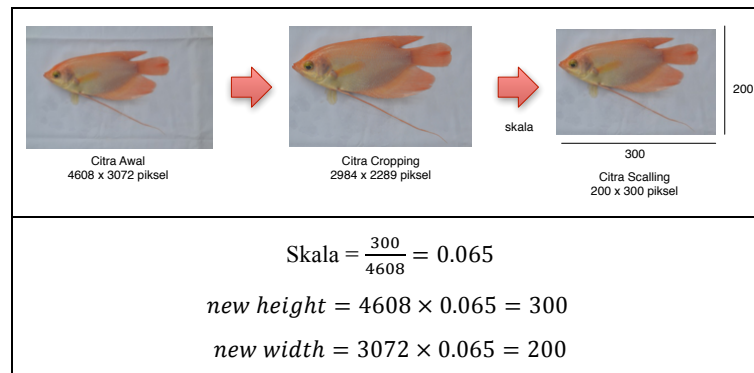 Citra Awal
4608 x 3072 piksel
Citra Cropping
2984 x 2289 piksel
skala
200
300
Citra Scalling
200 x 300 piksel
Skala = 300/4608 = 0.065
new height = 4608 × 0.065 = 300
new width = 3072 × 0.065 = 200